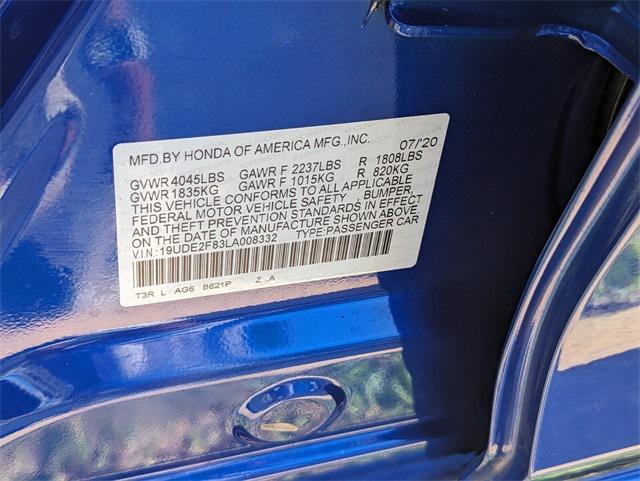 MFD.BY HONDA OF AMERICA MFG.,INC. 07/'20
GVWR 4045LBS GAWR F 2237LBS R 1808LBS
GVWR 1835KG GAWR F 1015KG R 820KG
THIS VEHICLE CONFORMS TO ALL APPLICABLE
FEDERAL MOTOR VEHICLE SAFETY , BUMPER,
AND THEFT PREVENTION STANDARDS IN EFFECT
ON THE DATE OF MANUFACTURE SHOWN ABOVE.
V.I.N.: 19UDE2F83LA008332 TYPE:PASSENGER CAR
T3R L AG6 B621P Z A